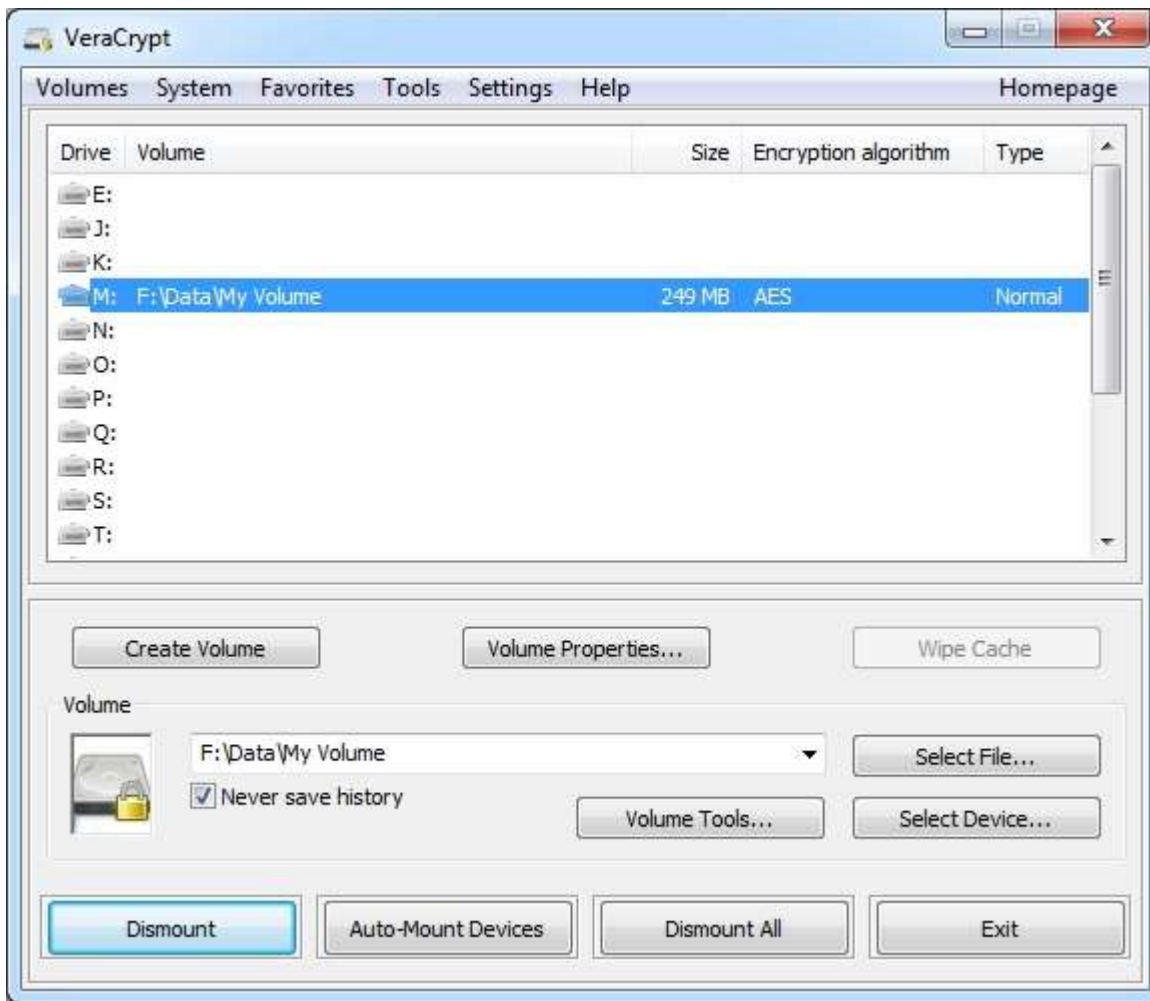 VeraCrypt
Volumes System Favorites Tools Settings Help Homepage
Drive Volume Size Encryption algorithm Type
E:
J:
K:
M: F:\Data\My Volume 249 MB AES Normal
N:
O:
P:
Q:
R:
S:
T:
Create Volume Volume Properties... Wipe Cache
Volume
F:\Data\My Volume Select File...
Never save history
Volume Tools... Select Device...
Dismount Auto-Mount Devices Dismount All Exit